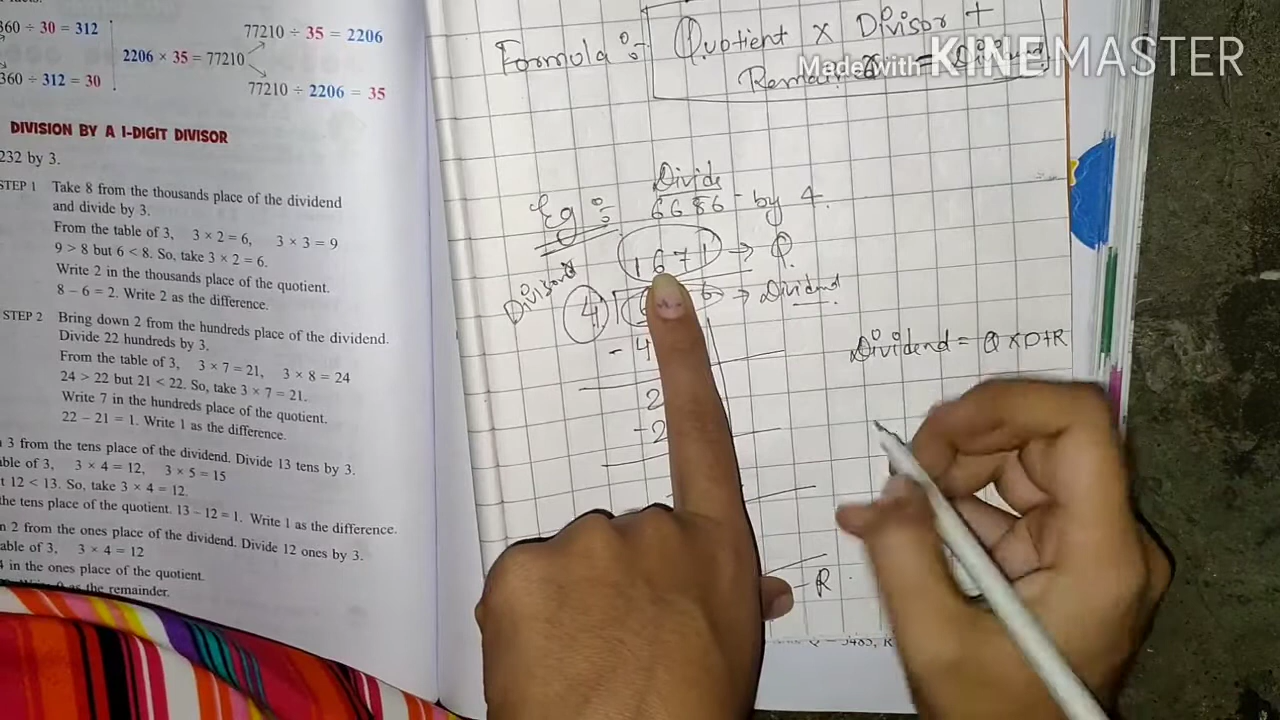 360 ÷ 30 = 312
360 ÷ 312 = 30
2206 × 35 = 77210
77210 ÷ 35 = 2206
77210 ÷ 2206 = 35
DIVISION BY A 1-DIGIT DIVISOR
232 by 3.
STEP 1 Take 8 from the thousands place of the dividend
and divide by 3.
From the table of 3, 3 × 2 = 6, 3 × 3 = 9
9 > 8 but 6 < 8. So, take 3 × 2 = 6.
Write 2 in the thousands place of the quotient.
8 − 6 = 2. Write 2 as the difference.
STEP 2 Bring down 2 from the hundreds place of the dividend.
Divide 22 hundreds by 3.
From the table of 3, 3 × 7 = 21, 3 × 8 = 24
24 > 22 but 21 < 22. So, take 3 × 7 = 21.
Write 7 in the hundreds place of the quotient.
22 − 21 = 1. Write 1 as the difference.
3 from the tens place of the dividend. Divide 13 tens by 3.
able of 3, 3 × 4 = 12, 3 × 5 = 15
t 12 < 13. So, take 3 × 4 = 12.
the tens place of the quotient. 13 − 12 = 1. Write 1 as the difference.
n 2 from the ones place of the dividend. Divide 12 ones by 3.
able of 3, 3 × 4 = 12
4 in the ones place of the quotient.
as the remainder.
Formula :- Quotient × Divisor +
Remain = Dividend
Made with KINEMASTER
Divide
Eg :- 6686 by 4.
1671 → Q
Divisor 4 6 6 → Dividend
- 4
2
- 2
Dividend = Q × D + R
R